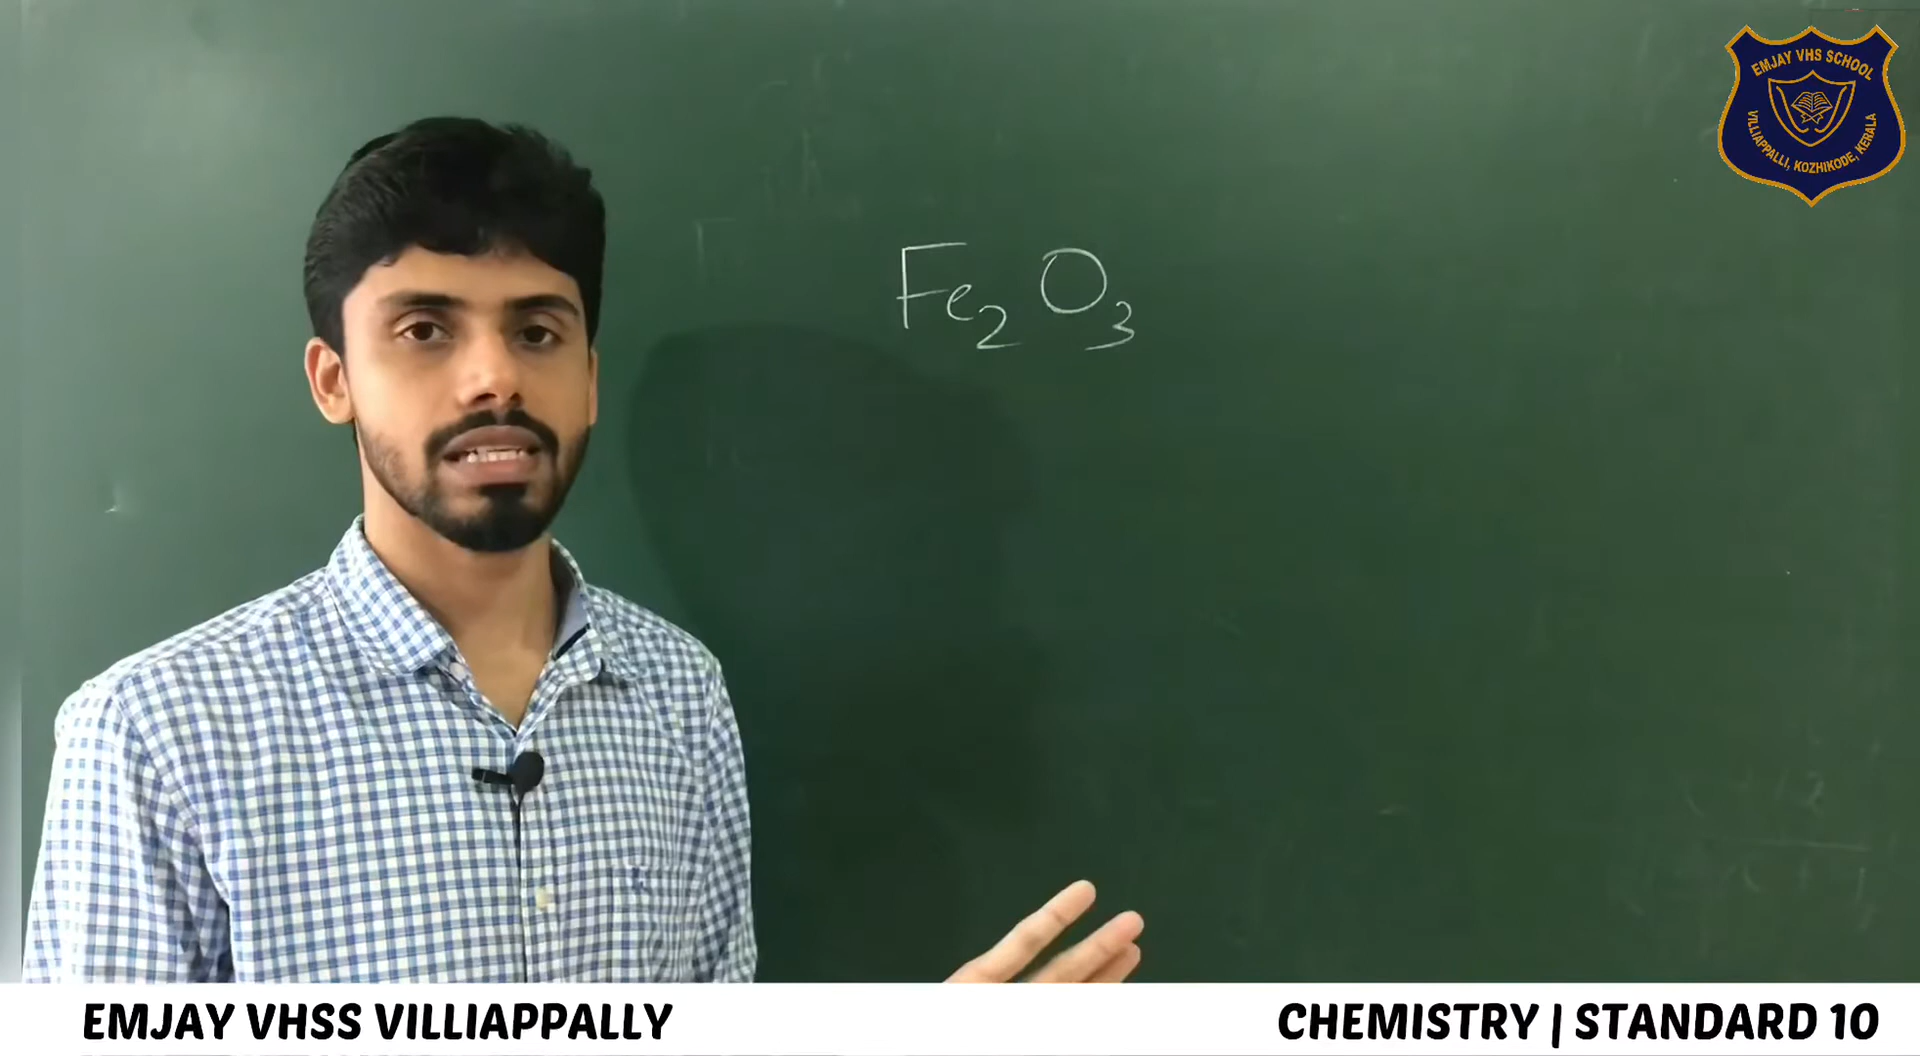 EMJAY VHS SCHOOL
VILLIAPPALLI, KOZHIKODE, KERALA
Fe₂O₃
EMJAY VHSS VILLIAPPALLY
CHEMISTRY | STANDARD 10